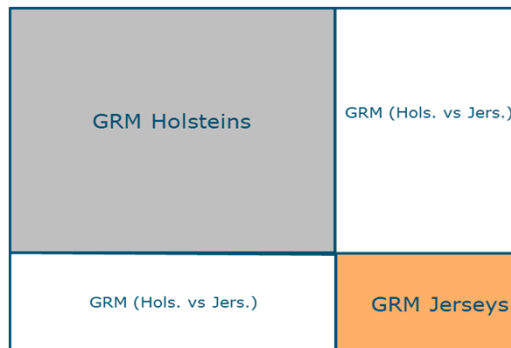 GRM Holsteins
GRM (Hols. vs Jers.)
GRM (Hols. vs Jers.)
GRM Jerseys